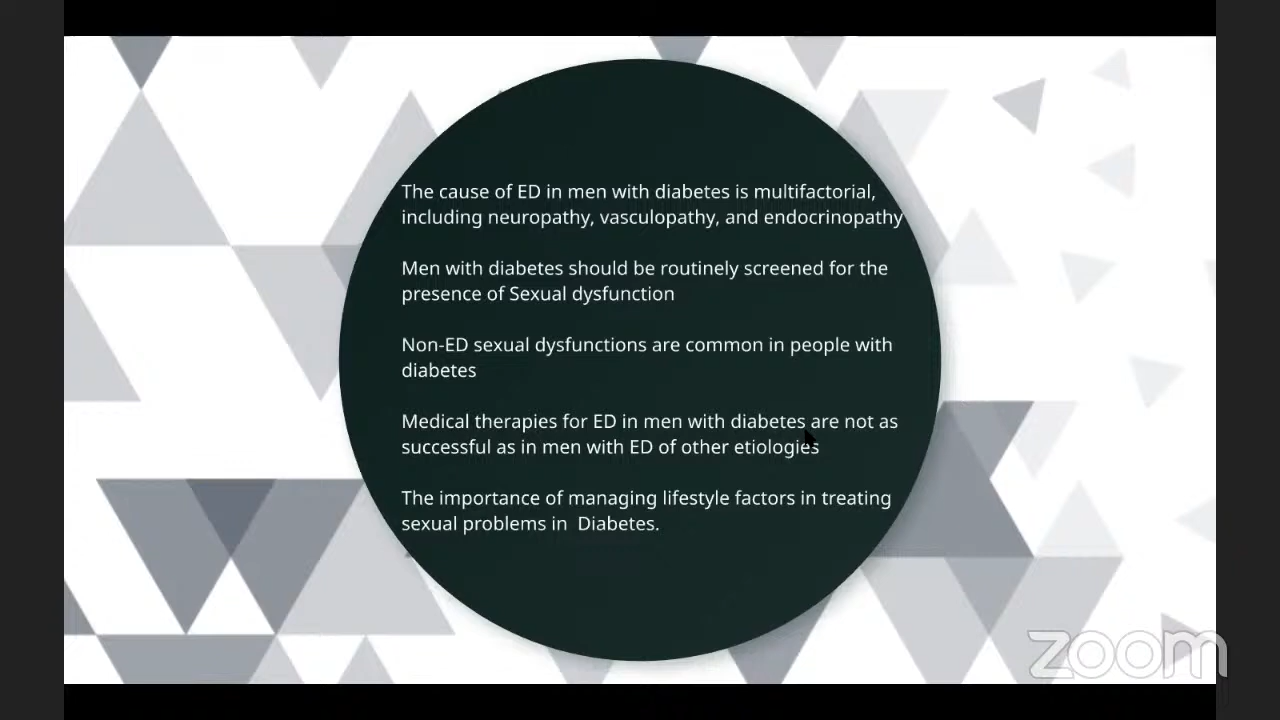 The cause of ED in men with diabetes is multifactorial,
including neuropathy, vasculopathy, and endocrinopathy
Men with diabetes should be routinely screened for the
presence of Sexual dysfunction
Non-ED sexual dysfunctions are common in people with
diabetes
Medical therapies for ED in men with diabetes are not as
successful as in men with ED of other etiologies
The importance of managing lifestyle factors in treating
sexual problems in  Diabetes.
zoom